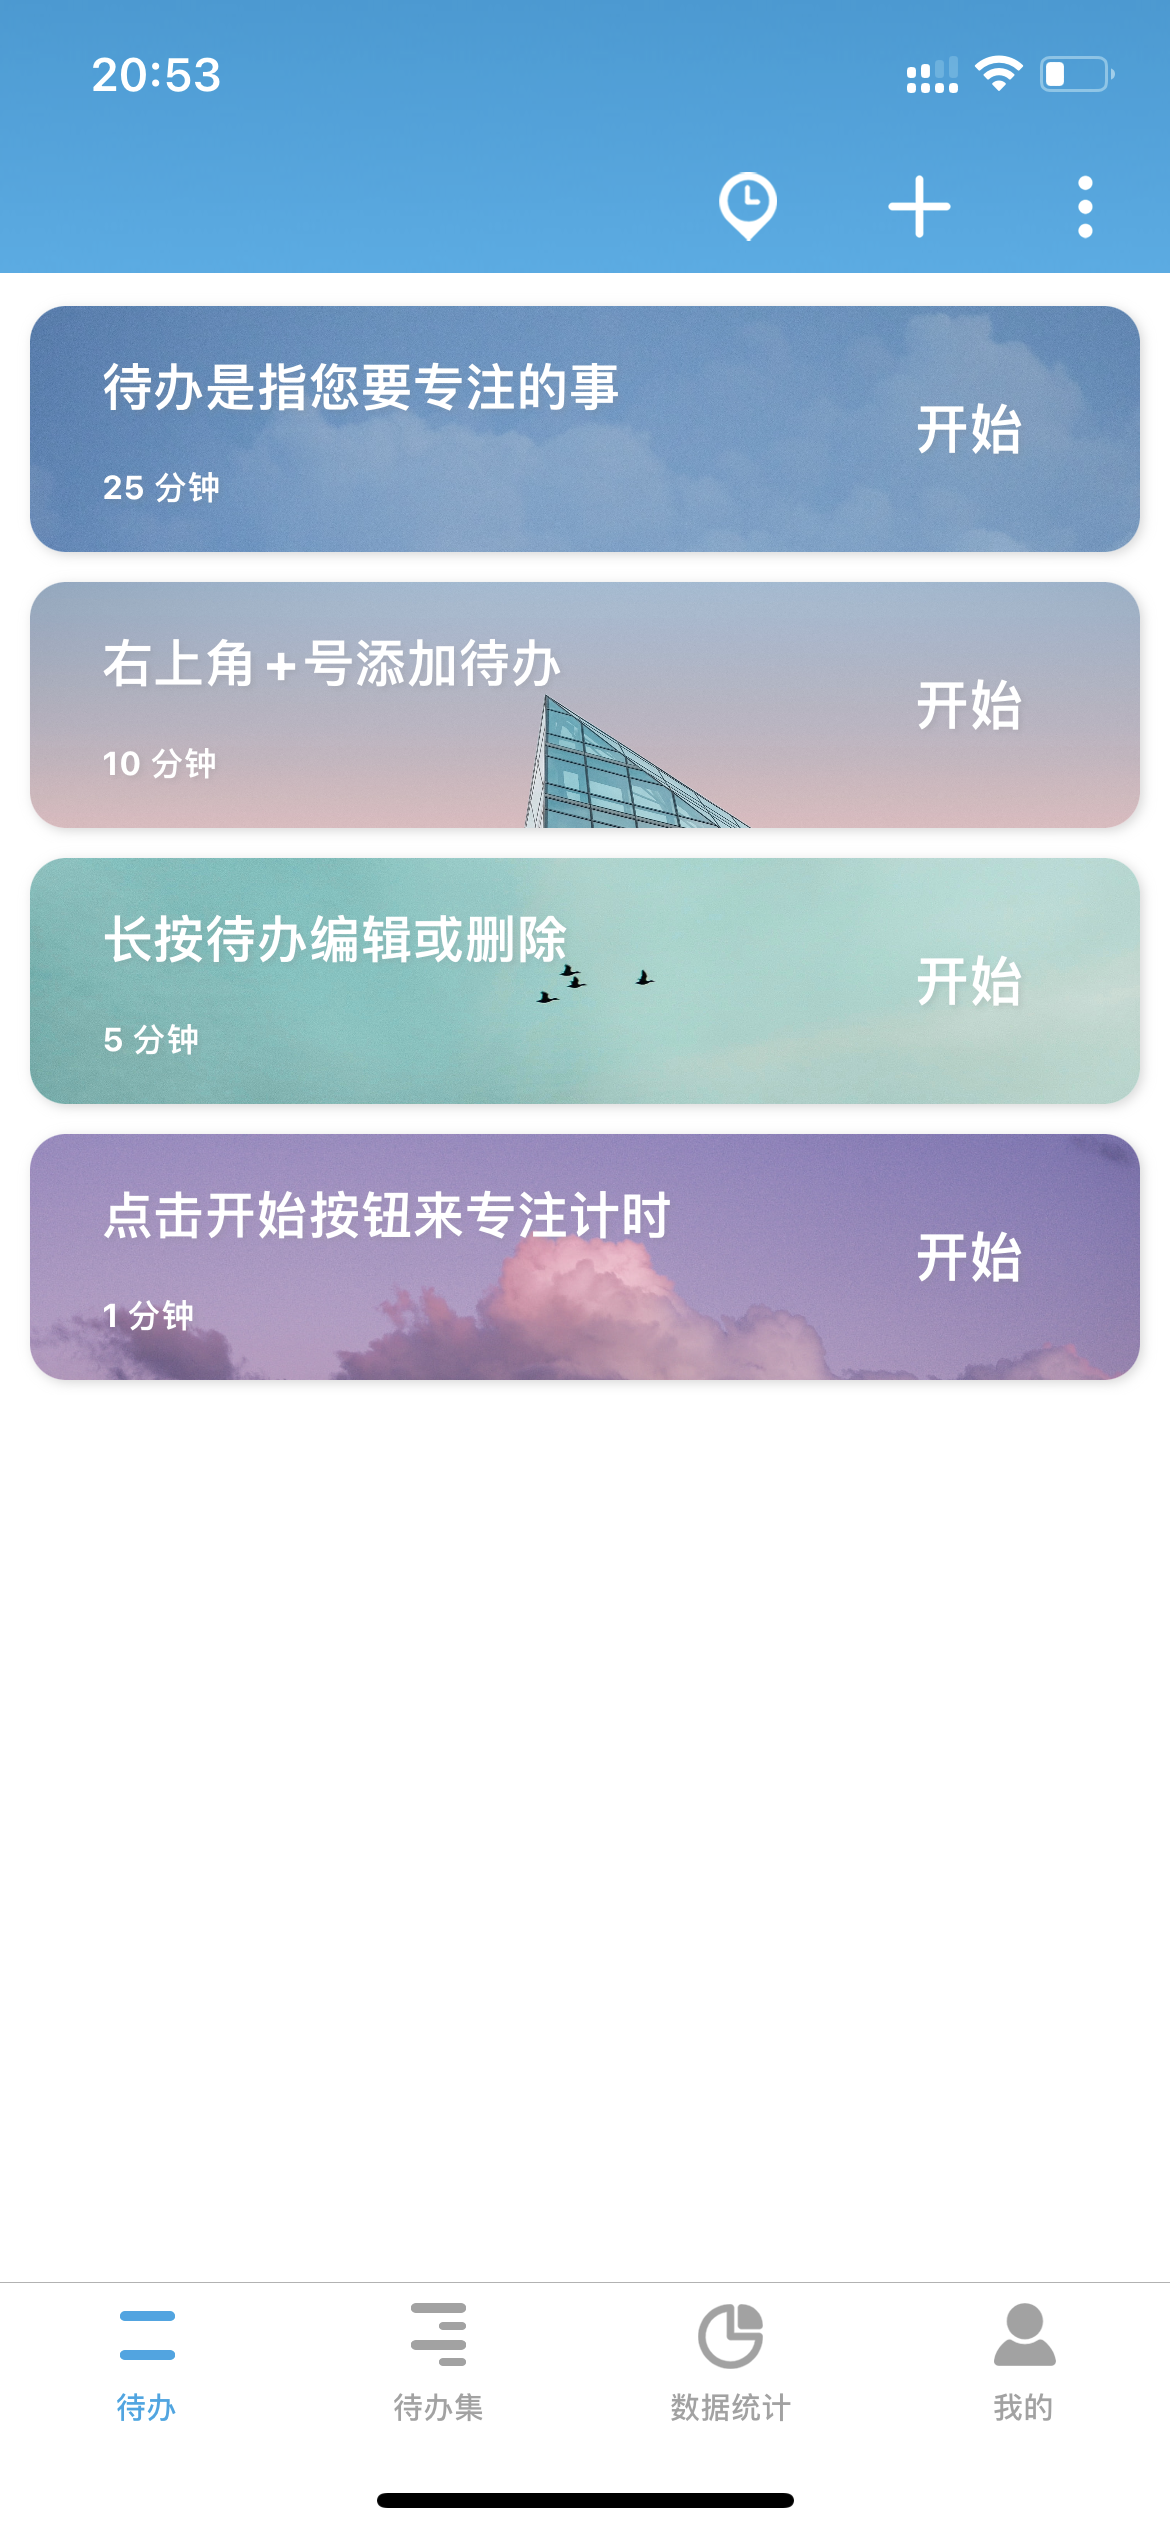 20:53
待办是指您要专注的事
开始
25 分钟
右上角+号添加待办
开始
10 分钟
长按待办编辑或删除
开始
5 分钟
点击开始按钮来专注计时
开始
1 分钟
待办
待办集
数据统计
我的